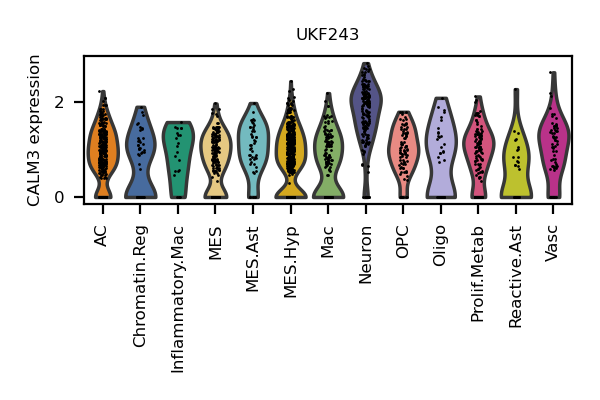 UKF243
CALM3 expression
2
0
AC
Chromatin.Reg
Inflammatory.Mac
MES
MES.Ast
MES.Hyp
Mac
Neuron
OPC
Oligo
Prolif.Metab
Reactive.Ast
Vasc